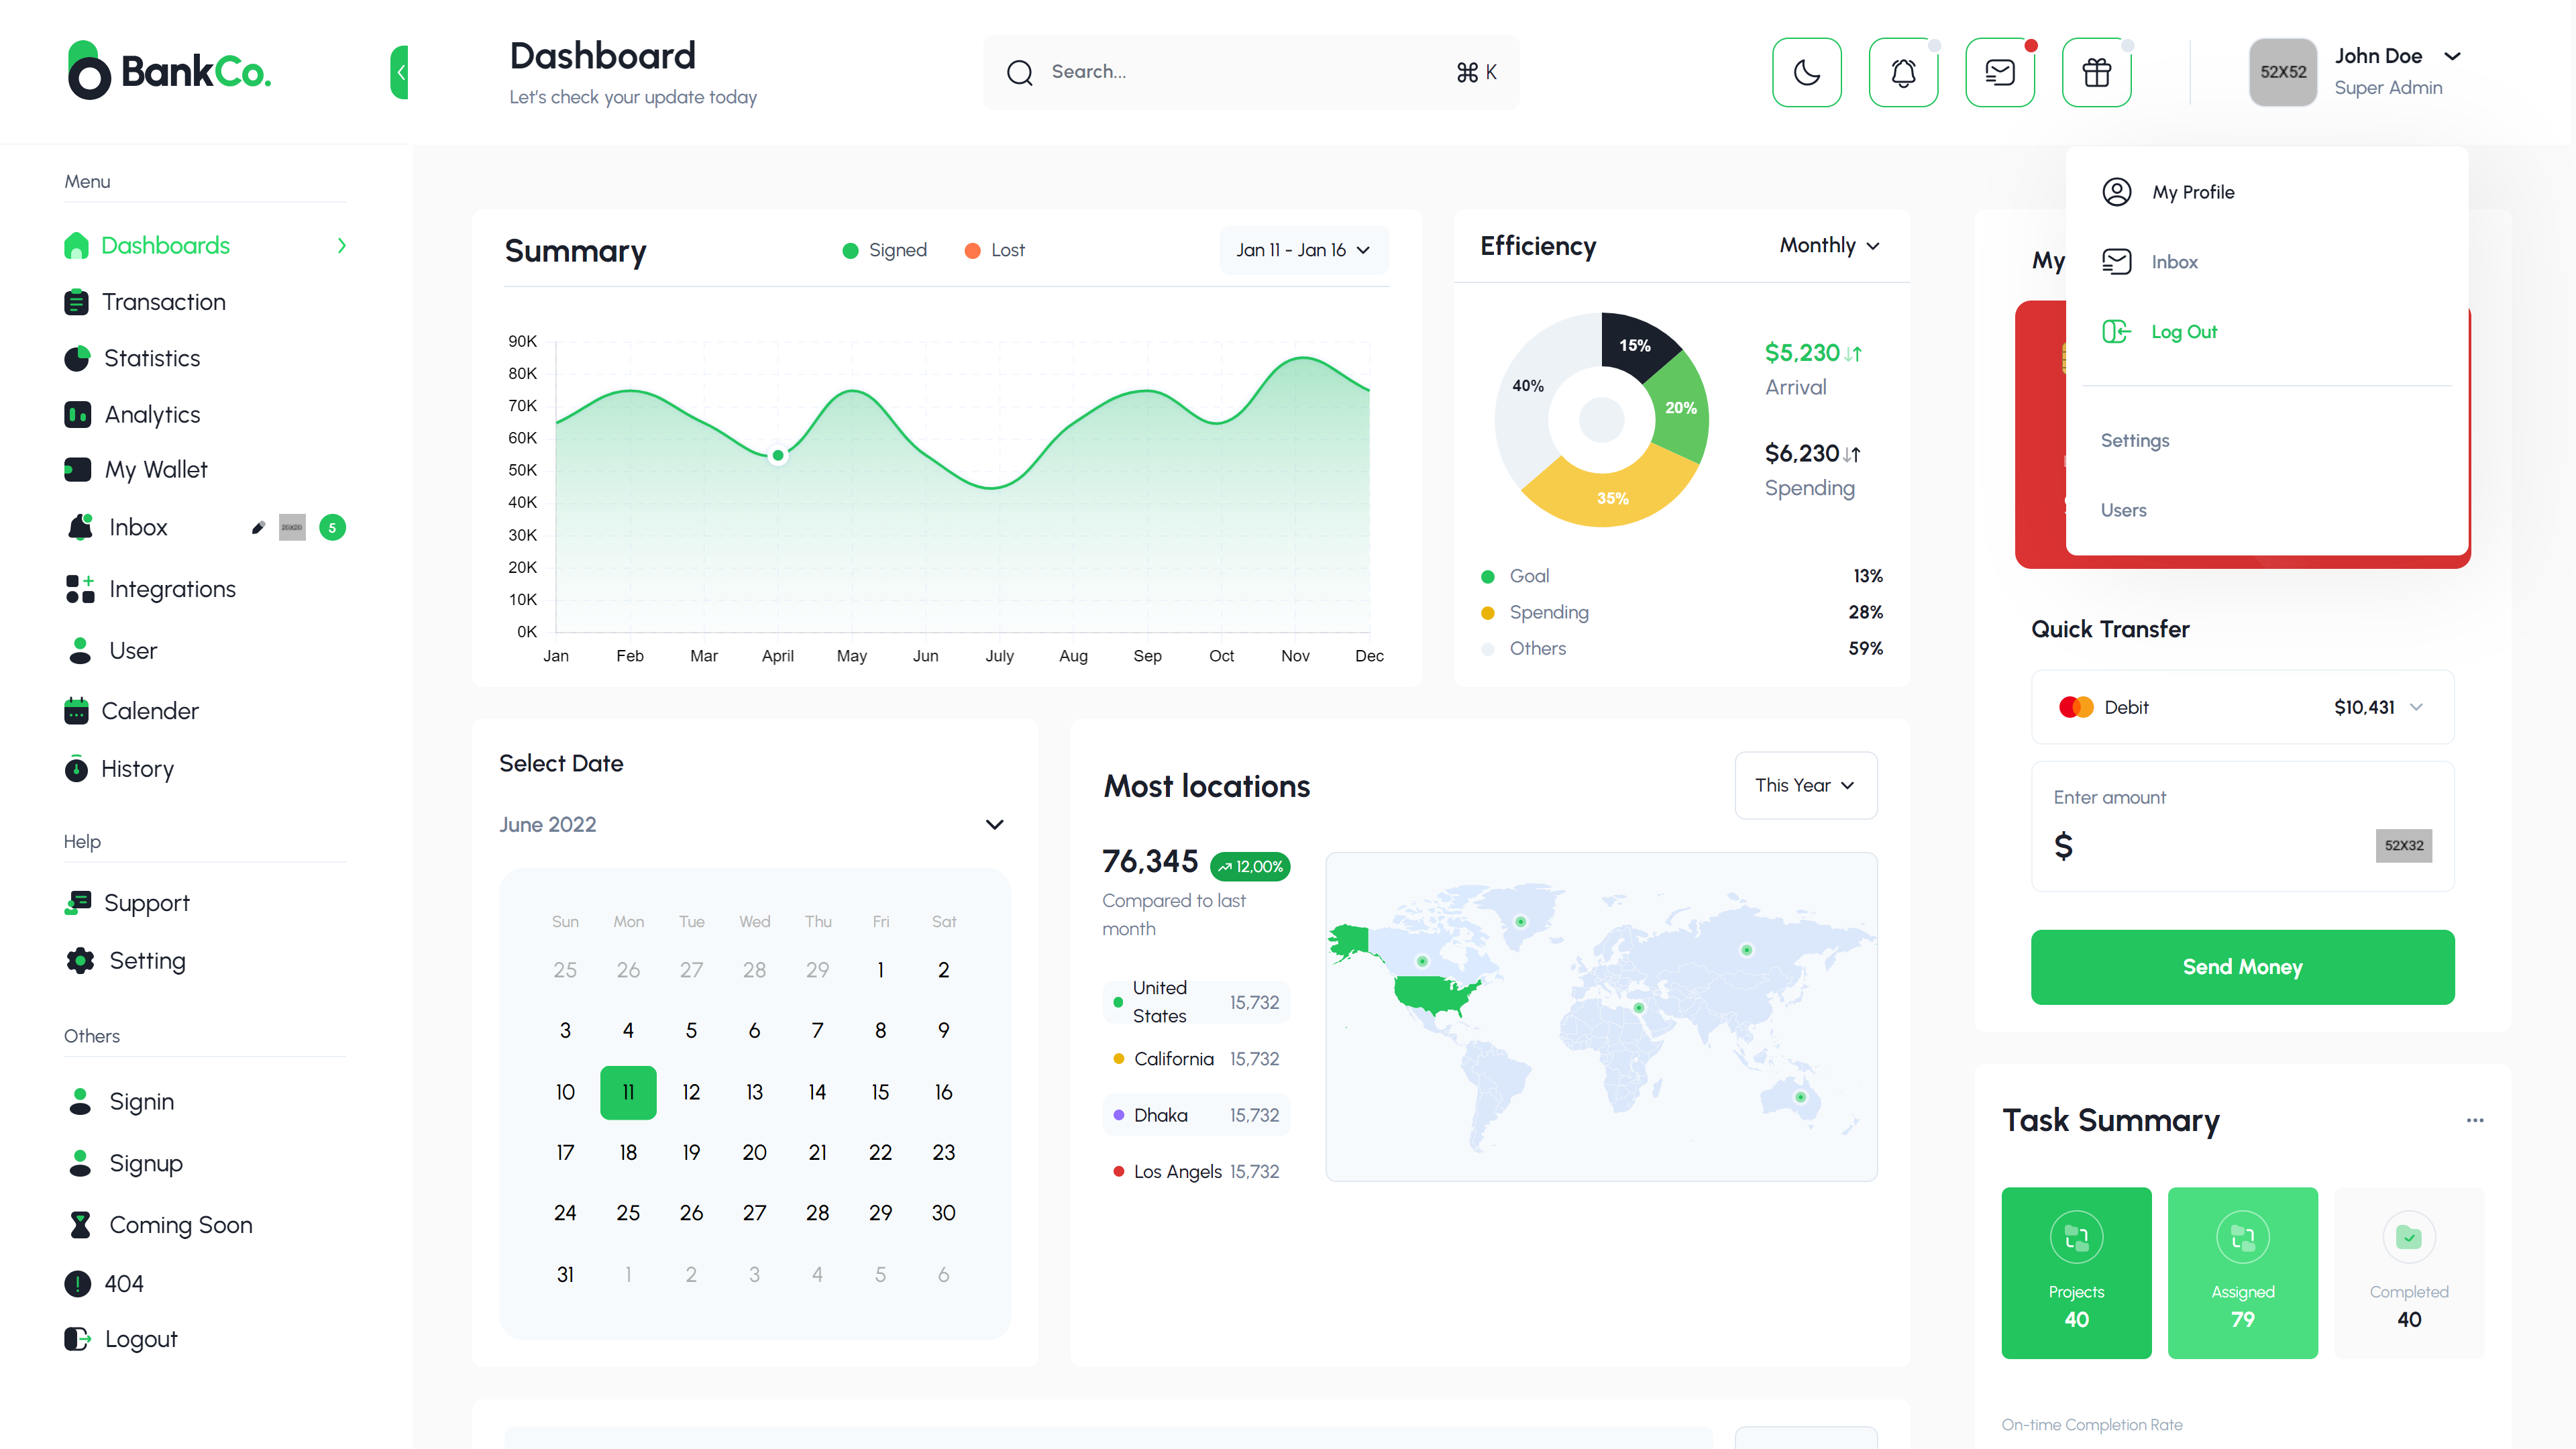 BankCo.
Dashboard
Let's check your update today
Search...
⌘ K
52X52
John Doe
Super Admin
Menu
Dashboards
Transaction
Statistics
Analytics
My Wallet
Inbox
20X20
5
Integrations
User
Calender
History
Help
Support
Setting
Others
Signin
Signup
Coming Soon
404
Logout
Summary
Signed
Lost
Jan 11 - Jan 16
90K
80K
70K
60K
50K
40K
30K
20K
10K
0K
Jan Feb Mar April May Jun July Aug Sep Oct Nov Dec
Efficiency
Monthly
15%
20%
35%
40%
$5,230
Arrival
$6,230
Spending
Goal 13%
Spending 28%
Others 59%
My
My Profile
Inbox
Log Out
Settings
Users
Quick Transfer
Debit $10,431
Enter amount
$
52X32
Send Money
Select Date
June 2022
Sun Mon Tue Wed Thu Fri Sat
25 26 27 28 29 1 2
3 4 5 6 7 8 9
10 11 12 13 14 15 16
17 18 19 20 21 22 23
24 25 26 27 28 29 30
31 1 2 3 4 5 6
Most locations
This Year
76,345
12,00%
Compared to last
month
United
States
15,732
California 15,732
Dhaka 15,732
Los Angels 15,732
Task Summary
...
Projects
40
Assigned
79
Completed
40
On-time Completion Rate